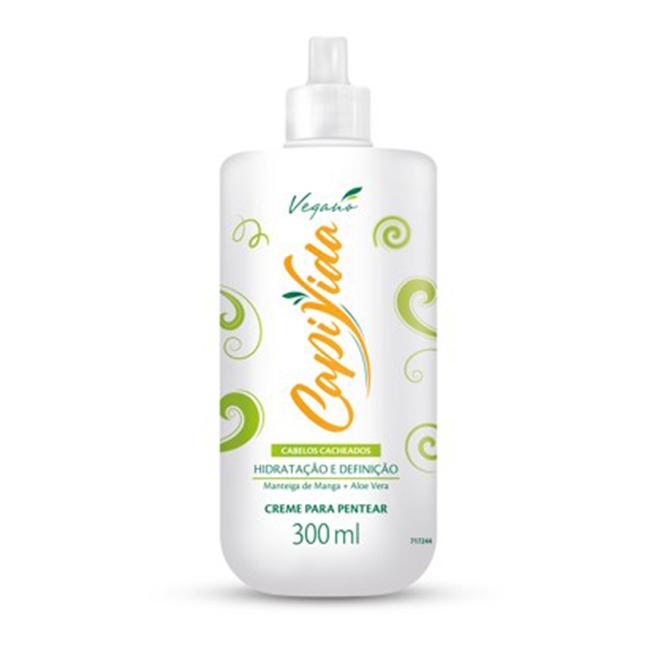 Vegano
CapiVida
CABELOS CACHEADOS
HIDRATAÇÃO E DEFINIÇÃO
Manteiga de Manga + Aloe Vera
CREME PARA PENTEAR
300 ml
717244